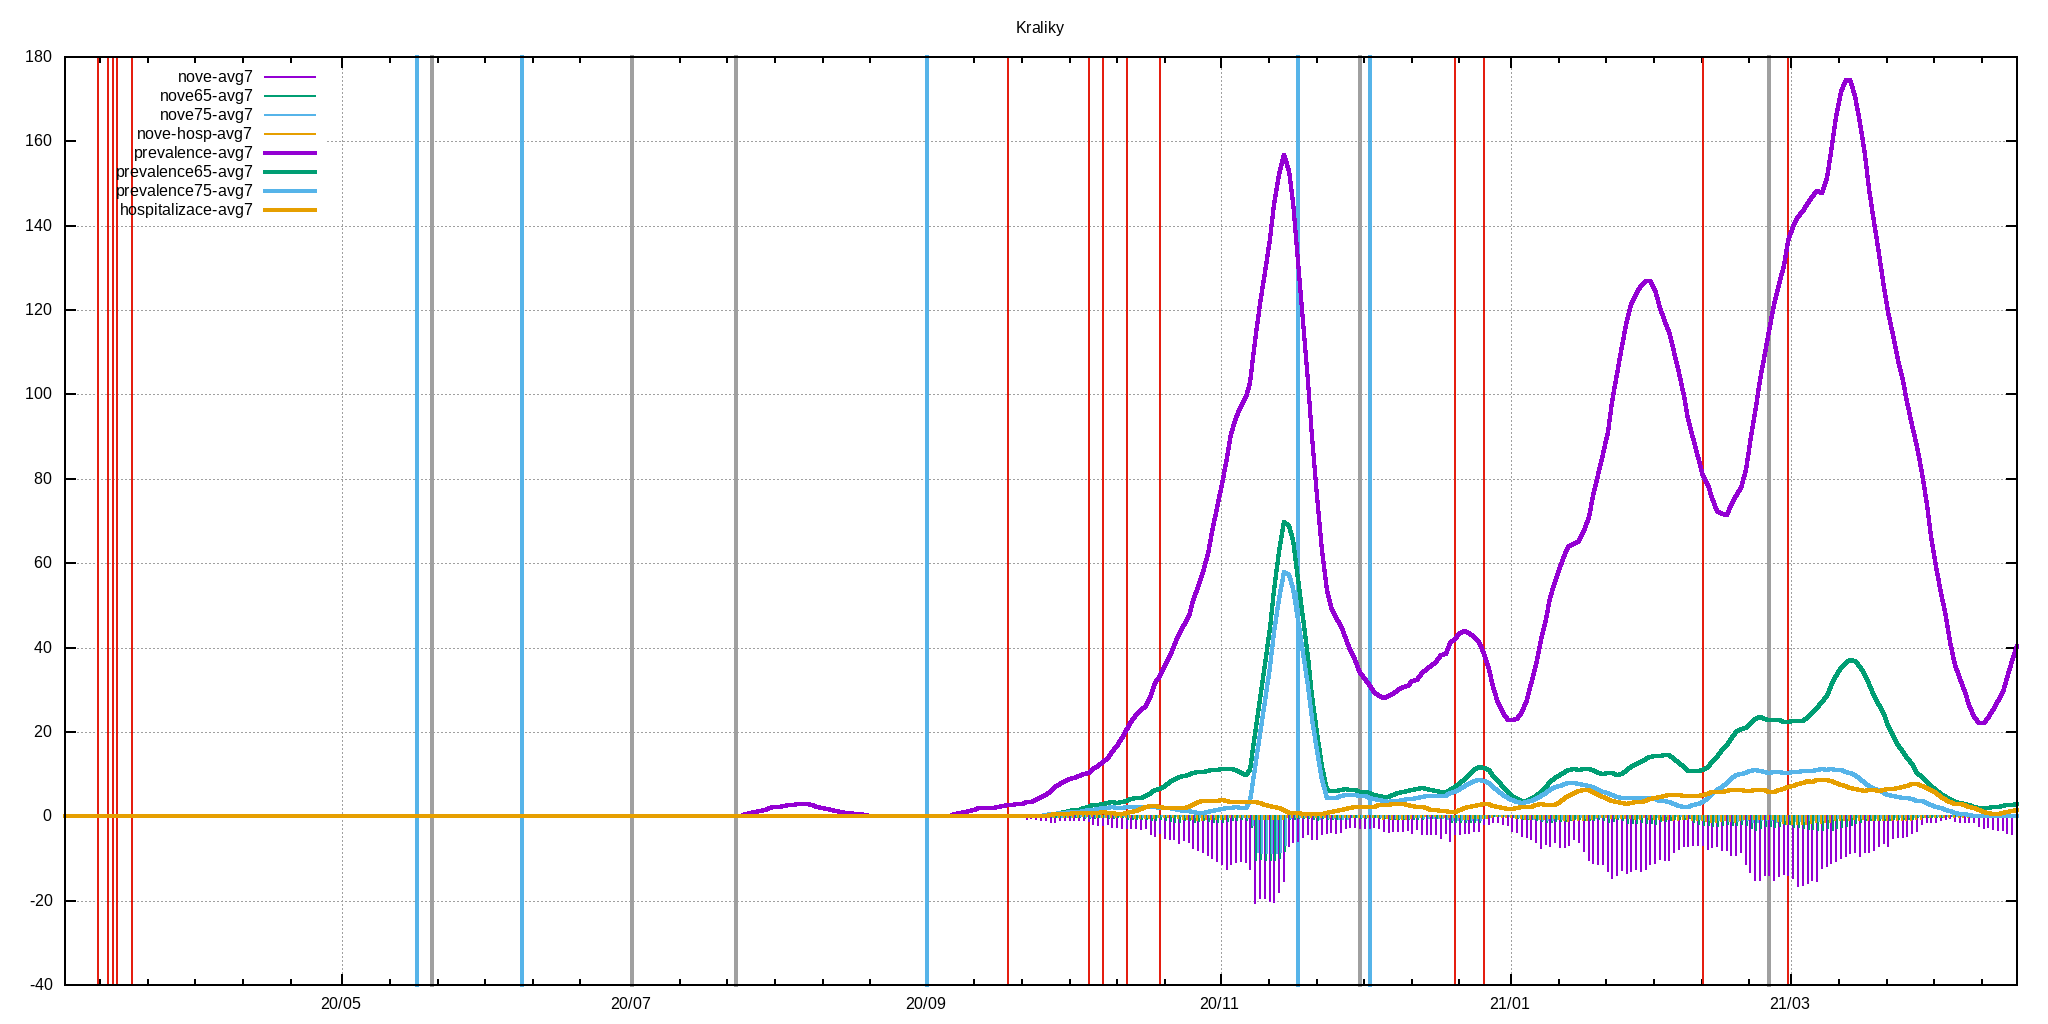 Kraliky
180
160
140
120
100
80
60
40
20
0
-20
-40
nove-avg7
nove65-avg7
nove75-avg7
nove-hosp-avg7
prevalence-avg7
prevalence65-avg7
prevalence75-avg7
hospitalizace-avg7
20/05
20/07
20/09
20/11
21/01
21/03